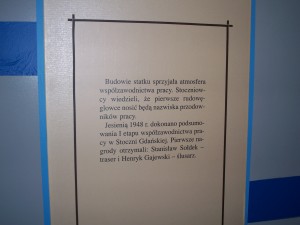 Budowie statku sprzyjała atmosfera
współzawodnictwa pracy. Stoczniow-
cy wiedzieli, że pierwsze rudowę-
glowce nosić będą nazwiska przodow-
ników pracy.
Jesienią 1948 r. dokonano podsumo-
wania I etapu współzawodnictwa pra-
cy w Stoczni Gdańskiej. Pierwsze na-
grody otrzymali: Stanisław Sołdek –
traser i Henryk Gajewski – ślusarz.